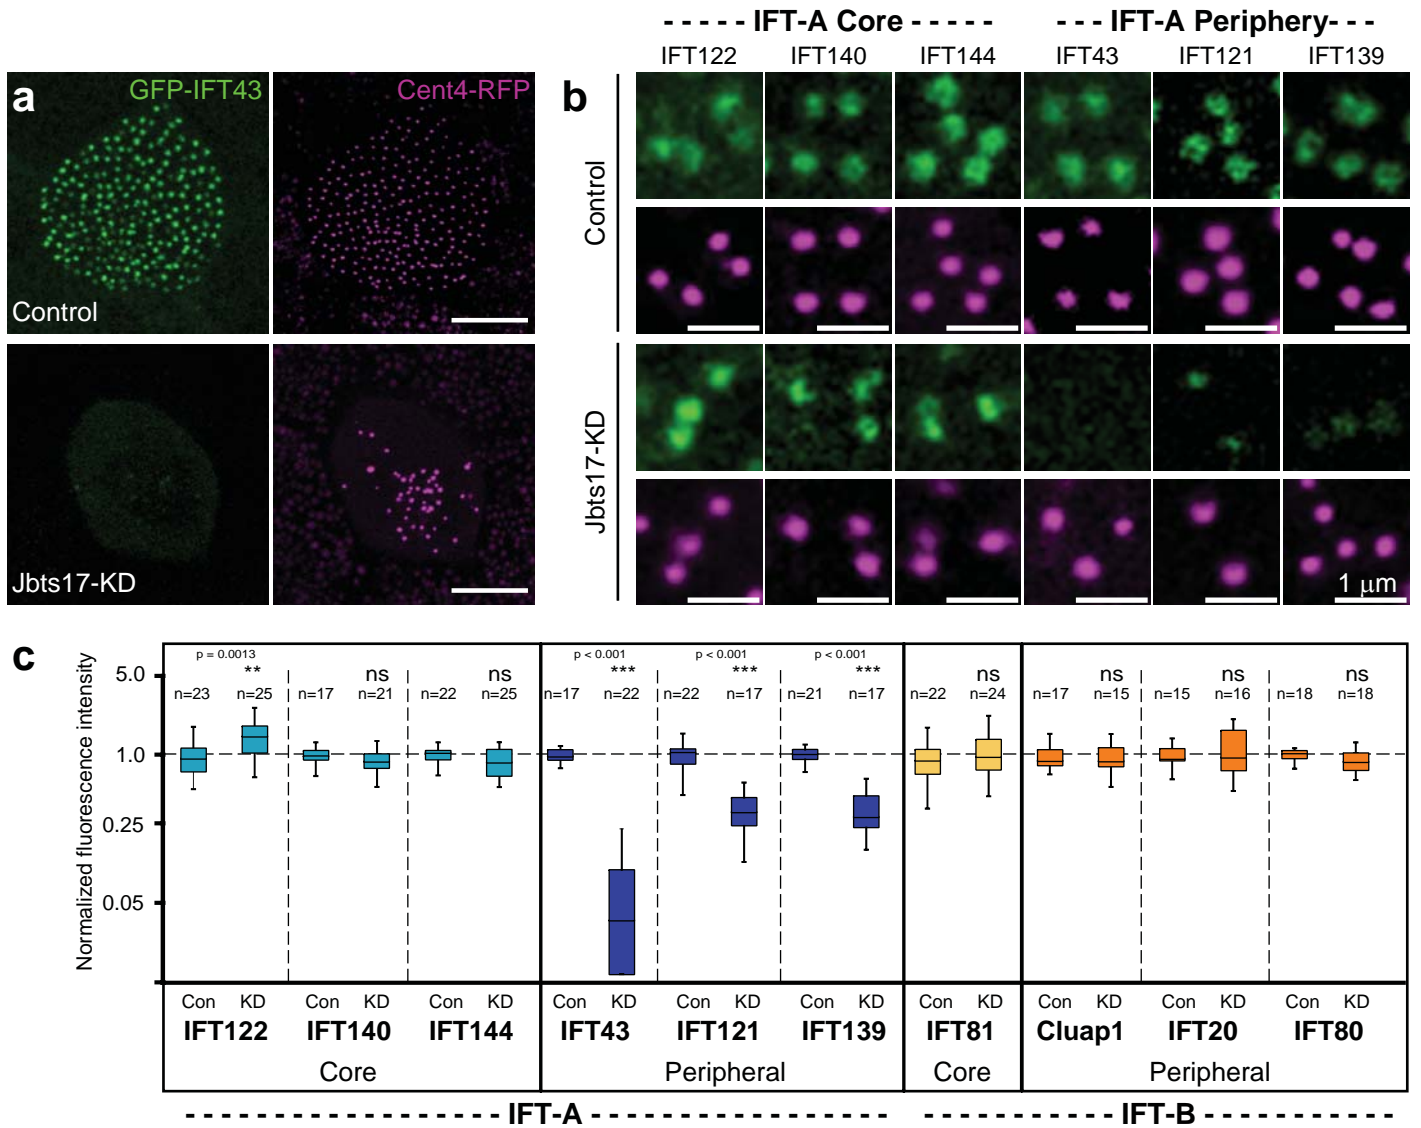 - - - - - IFT-A Core - - - - -
- - - IFT-A Periphery- - -
IFT122 IFT140 IFT144 IFT43 IFT121 IFT139
a
GFP-IFT43
Cent4-RFP
Control
Jbts17-KD
b
Control
Jbts17-KD
1 μm
c
Normalized fluorescence intensity
5.0
1.0
0.25
0.05
p = 0.0013 p < 0.001 p < 0.001 p < 0.001
** ns ns *** *** *** ns ns ns ns
n=23 n=25 n=17 n=21 n=22 n=25 n=17 n=22 n=22 n=17 n=21 n=17 n=22 n=24 n=17 n=15 n=15 n=16 n=18 n=18
Con KD Con KD Con KD Con KD Con KD Con KD Con KD Con KD Con KD Con KD
IFT122 IFT140 IFT144 IFT43 IFT121 IFT139 IFT81 Cluap1 IFT20 IFT80
Core Peripheral Core Peripheral
- - - - - - - - - - - - - - - - - - IFT-A - - - - - - - - - - - - - - - - - -
- - - - - - - - - - - IFT-B - - - - - - - - - - -